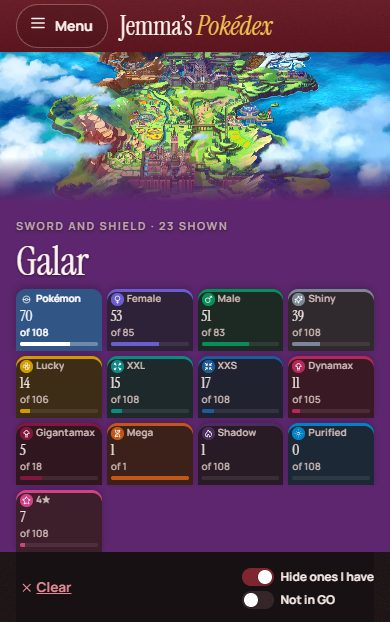 Menu Jemma's Pokédex
SWORD AND SHIELD · 23 SHOWN
Galar
Pokémon
70
of 108
Female
53
of 85
Male
51
of 83
Shiny
39
of 108
Lucky
14
of 106
XXL
15
of 108
XXS
17
of 108
Dynamax
11
of 105
Gigantamax
5
of 18
Mega
1
of 1
Shadow
1
of 108
Purified
0
of 108
4★
7
of 108
Clear
Hide ones I have
Not in GO